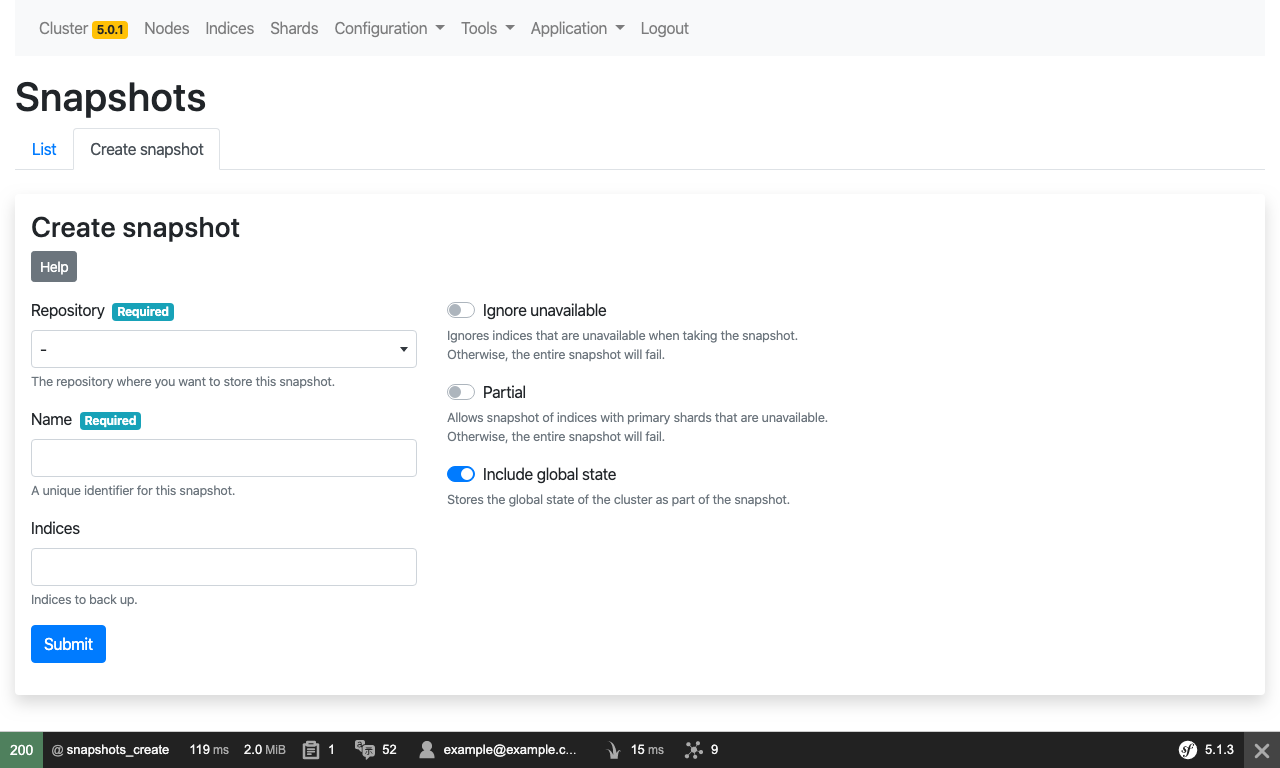 Cluster 5.0.1 Nodes Indices Shards Configuration Tools Application Logout
Snapshots
List Create snapshot
Create snapshot
Help
Repository Required
-
The repository where you want to store this snapshot.
Name Required
A unique identifier for this snapshot.
Indices
Indices to back up.
Submit
Ignore unavailable
Ignores indices that are unavailable when taking the snapshot.
Otherwise, the entire snapshot will fail.
Partial
Allows snapshot of indices with primary shards that are unavailable.
Otherwise, the entire snapshot will fail.
Include global state
Stores the global state of the cluster as part of the snapshot.
200 @ snapshots_create 119 ms 2.0 MiB 1 52 example@example.c... 15 ms 9 sf 5.1.3